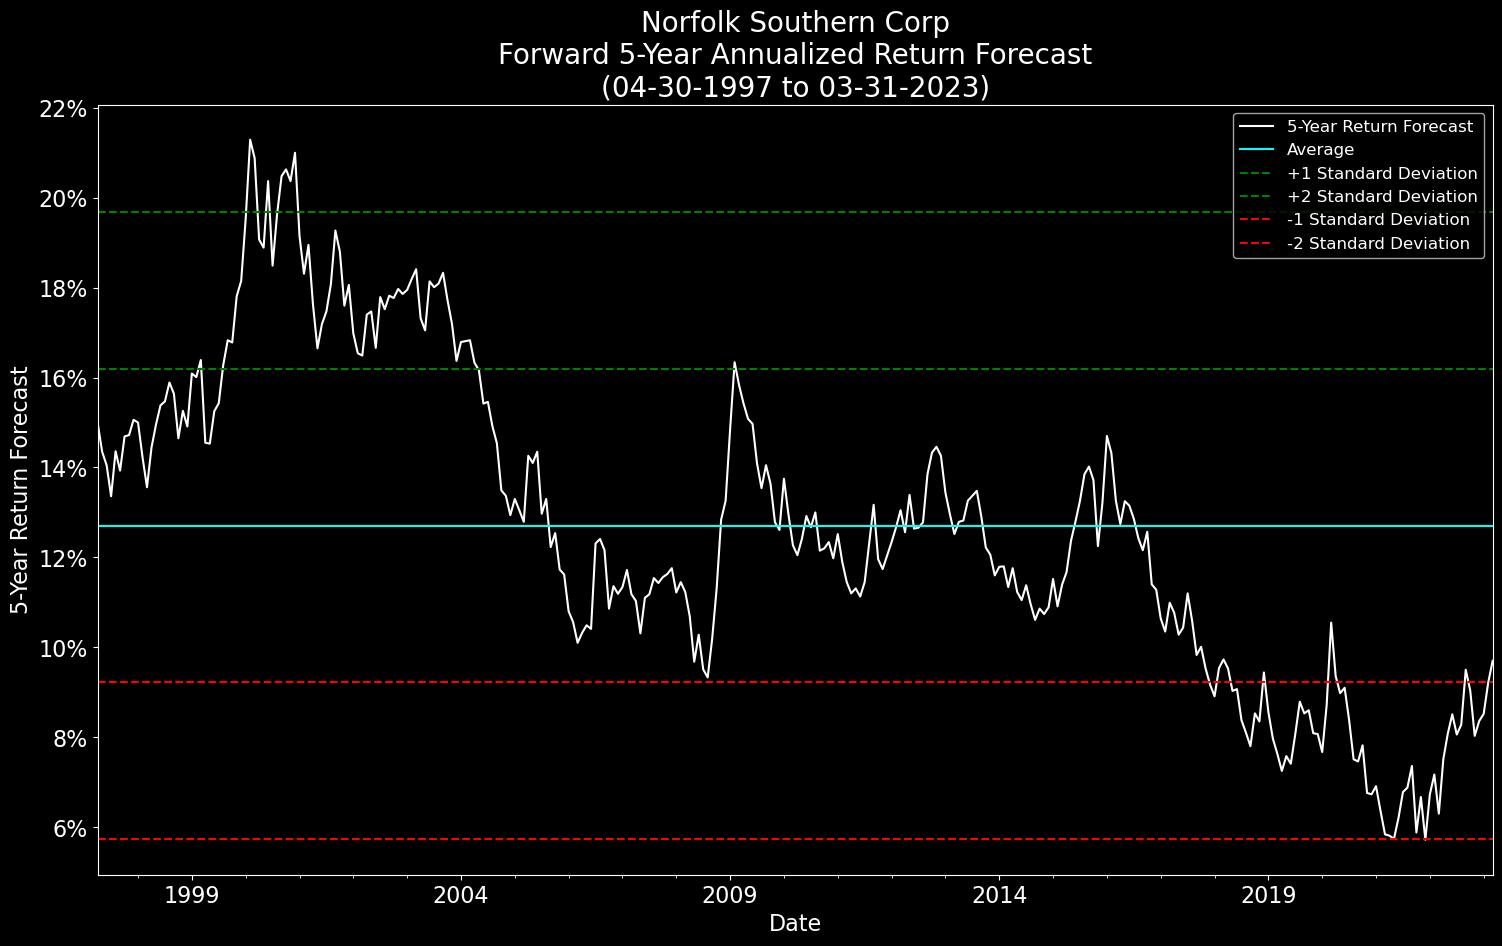 Norfolk Southern Corp
Forward 5-Year Annualized Return Forecast
(04-30-1997 to 03-31-2023)
22%
20%
18%
16%
14%
12%
10%
8%
6%
5-Year Return Forecast
5-Year Return Forecast
Average
+1 Standard Deviation
+2 Standard Deviation
-1 Standard Deviation
-2 Standard Deviation
1999
2004
2009
2014
2019
Date